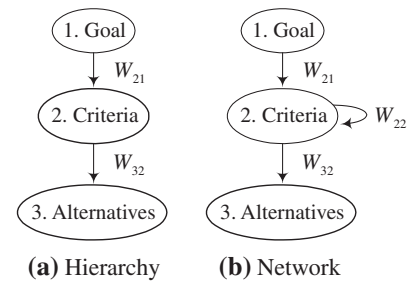 1. Goal
W21
2. Criteria
W32
3. Alternatives
(a) Hierarchy
1. Goal
W21
2. Criteria
W22
W32
3. Alternatives
(b) Network